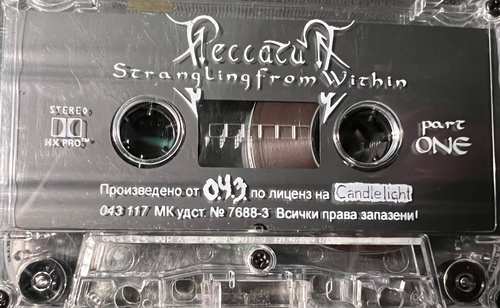 Peccatum
Strangling from Within
STEREO
HX PRO.
part
ONE
Произведено от 043 по лиценз на Candlelight
043 117 МК удст. № 7688-3 Всички права запазени!